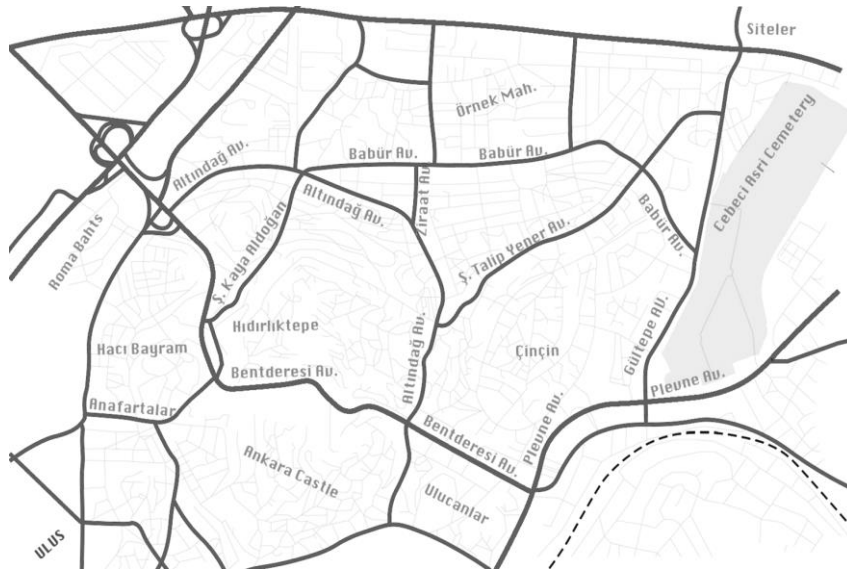 Siteler
Örnek Mah.
Cebeci Asri Cemetery
Altındağ Av.
Babür Av.
Babür Av.
Altındağ Av.
Ziraat Av.
Babür Av.
Roma Bahts
Ş. Kaya Aldoğan
Ş. Talip Yener Av.
Hıdırlıktepe
Hacı Bayram
Çinçin
Gültepe Av.
Altındağ Av.
Bentderesi Av.
Plevne Av.
Anafartalar
Plevne Av.
Bentderesi Av.
Ankara Castle
Ulucanlar
ULUS